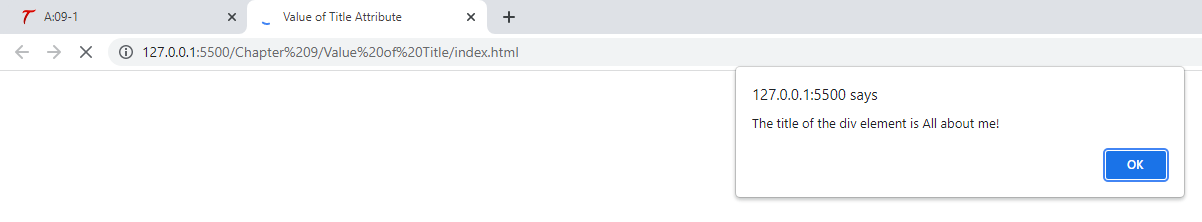 A:09-1
Value of Title Attribute
127.0.0.1:5500/Chapter%209/Value%20of%20Title/index.html
127.0.0.1:5500 says
The title of the div element is All about me!
OK